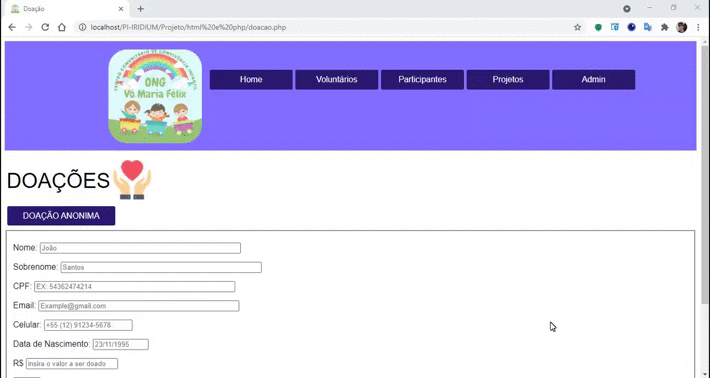 Doação
localhost/PI-IRIDIUM/Projeto/html%20e%20php/doacao.php
CENTRO COMUNITÁRIO DE CONVIVÊNCIA INFANTIL
ONG
Vó Maria Félix
Home
Voluntários
Participantes
Projetos
Admin
DOAÇÕES
DOAÇÃO ANONIMA
Nome: João
Sobrenome: Santos
CPF: EX: 54362474214
Email: Example@gmail.com
Celular: +55 (12) 91234-5678
Data de Nascimento: 23/11/1995
R$ Insira o valor a ser doado